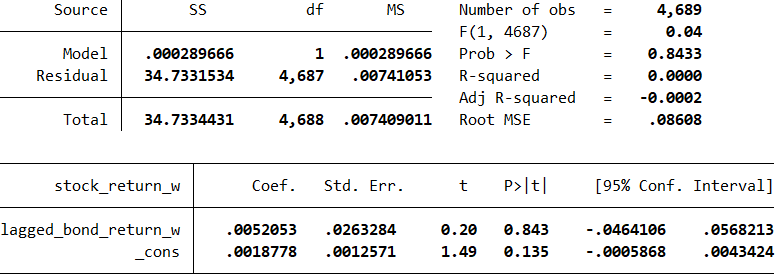 Source SS df MS Number of obs = 4,689
F(1, 4687) = 0.04
Model .000289666 1 .000289666 Prob > F = 0.8433
Residual 34.7331534 4,687 .00741053 R-squared = 0.0000
Adj R-squared = -0.0002
Total 34.7334431 4,688 .007409011 Root MSE = .08608
stock_return_w Coef. Std. Err. t P>|t| [95% Conf. Interval]
lagged_bond_return_w .0052053 .0263284 0.20 0.843 -.0464106 .0568213
_cons .0018778 .0012571 1.49 0.135 -.0005868 .0043424